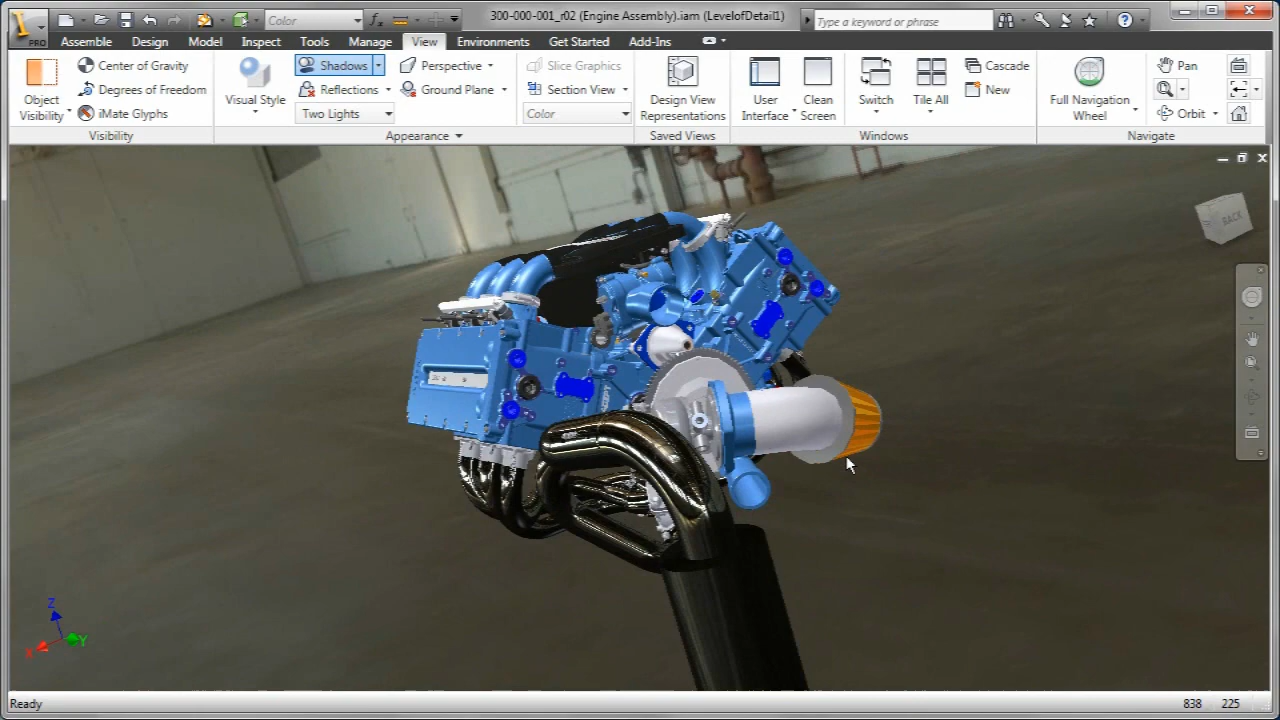 PRO
Color
300-000-001_r02 (Engine Assembly).iam (LevelofDetail1)
Type a keyword or phrase
Assemble Design Model Inspect Tools Manage View Environments Get Started Add-Ins
Object Visibility
Center of Gravity
Degrees of Freedom
iMate Glyphs
Visibility
Visual Style
Shadows
Reflections
Two Lights
Perspective
Ground Plane
Appearance
Slice Graphics
Section View
Color
Design View Representations
Saved Views
User Interface
Clean Screen
Switch
Tile All
Cascade
New
Windows
Full Navigation Wheel
Pan
Orbit
Navigate
BACK
Z
X
Y
Ready
838 225